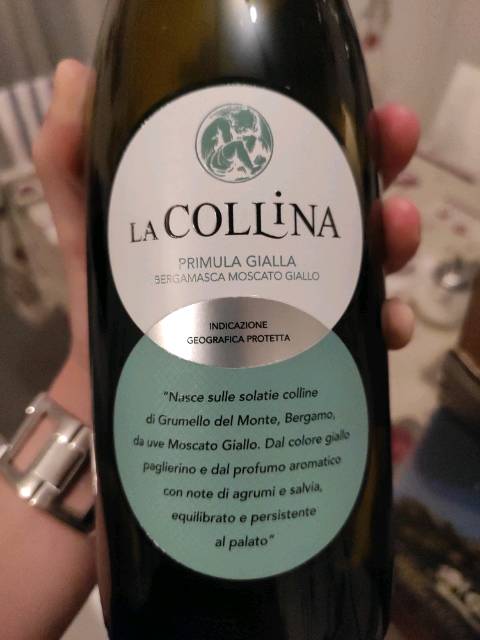 LA COLLINA
PRIMULA GIALLA
BERGAMASCA MOSCATO GIALLO
INDICAZIONE
GEOGRAFICA PROTETTA
"Nasce sulle solatie colline
di Grumello del Monte, Bergamo,
da uve Moscato Giallo. Dal colore giallo
paglierino e dal profumo aromatico
con note di agrumi e salvia,
equilibrato e persistente
al palato"